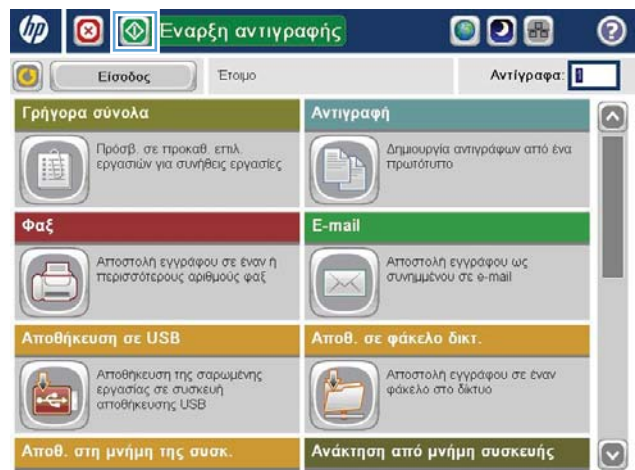 hp
Έναρξη αντιγραφής
?
Είσοδος
Έτοιμο
Αντίγραφα: 1
Γρήγορα σύνολα
Αντιγραφή
Πρόσβ. σε προκαθ. επιλ.
εργασιών για συνήθεις εργασίες
Δημιουργία αντιγράφων από ένα
πρωτότυπο
Φαξ
E-mail
Αποστολή εγγράφου σε έναν ή
περισσότερους αριθμούς φαξ
Αποστολή εγγράφου ως
συνημμένου σε e-mail
Αποθήκευση σε USB
Αποθ. σε φάκελο δικτ.
Αποθήκευση της σαρωμένης
εργασίας σε συσκευή
αποθήκευσης USB
Αποστολή εγγράφου σε έναν
φάκελο στο δίκτυο
Αποθ. στη μνήμη της συσκ.
Ανάκτηση από μνήμη συσκευής